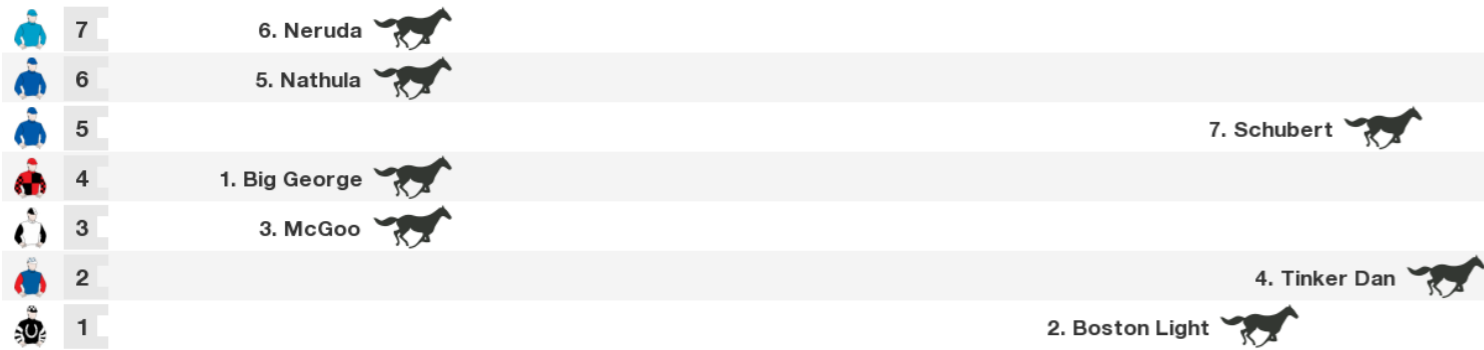 7 6. Neruda
6 5. Nathula
5 7. Schubert
4 1. Big George
3 3. McGoo
2 4. Tinker Dan
1 2. Boston Light